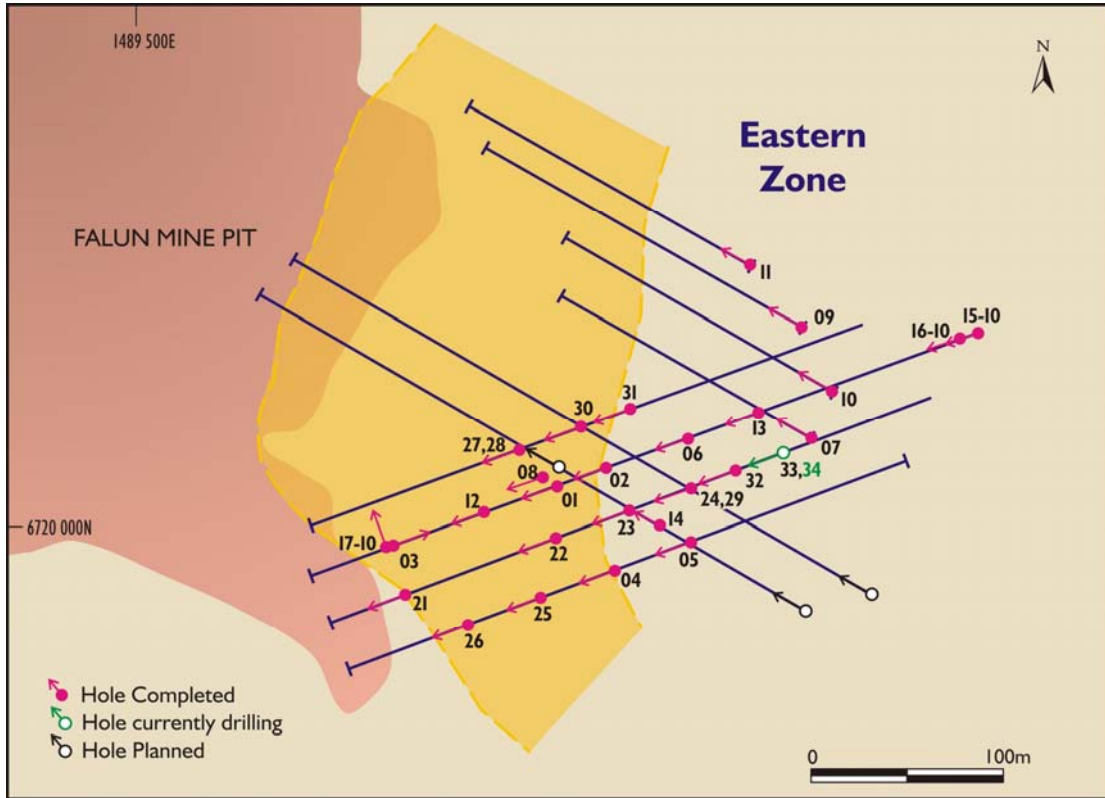 1489 500E
N
Eastern
Zone
FALUN MINE PIT
11
09
15-10
16-10
10
31
30
13
07
27,28
06
08
02
33,34
32
01
24,29
12
14
23
6720 000N
17-10
03
22
05
04
21
25
26
Hole Completed
Hole currently drilling
Hole Planned
0
100m